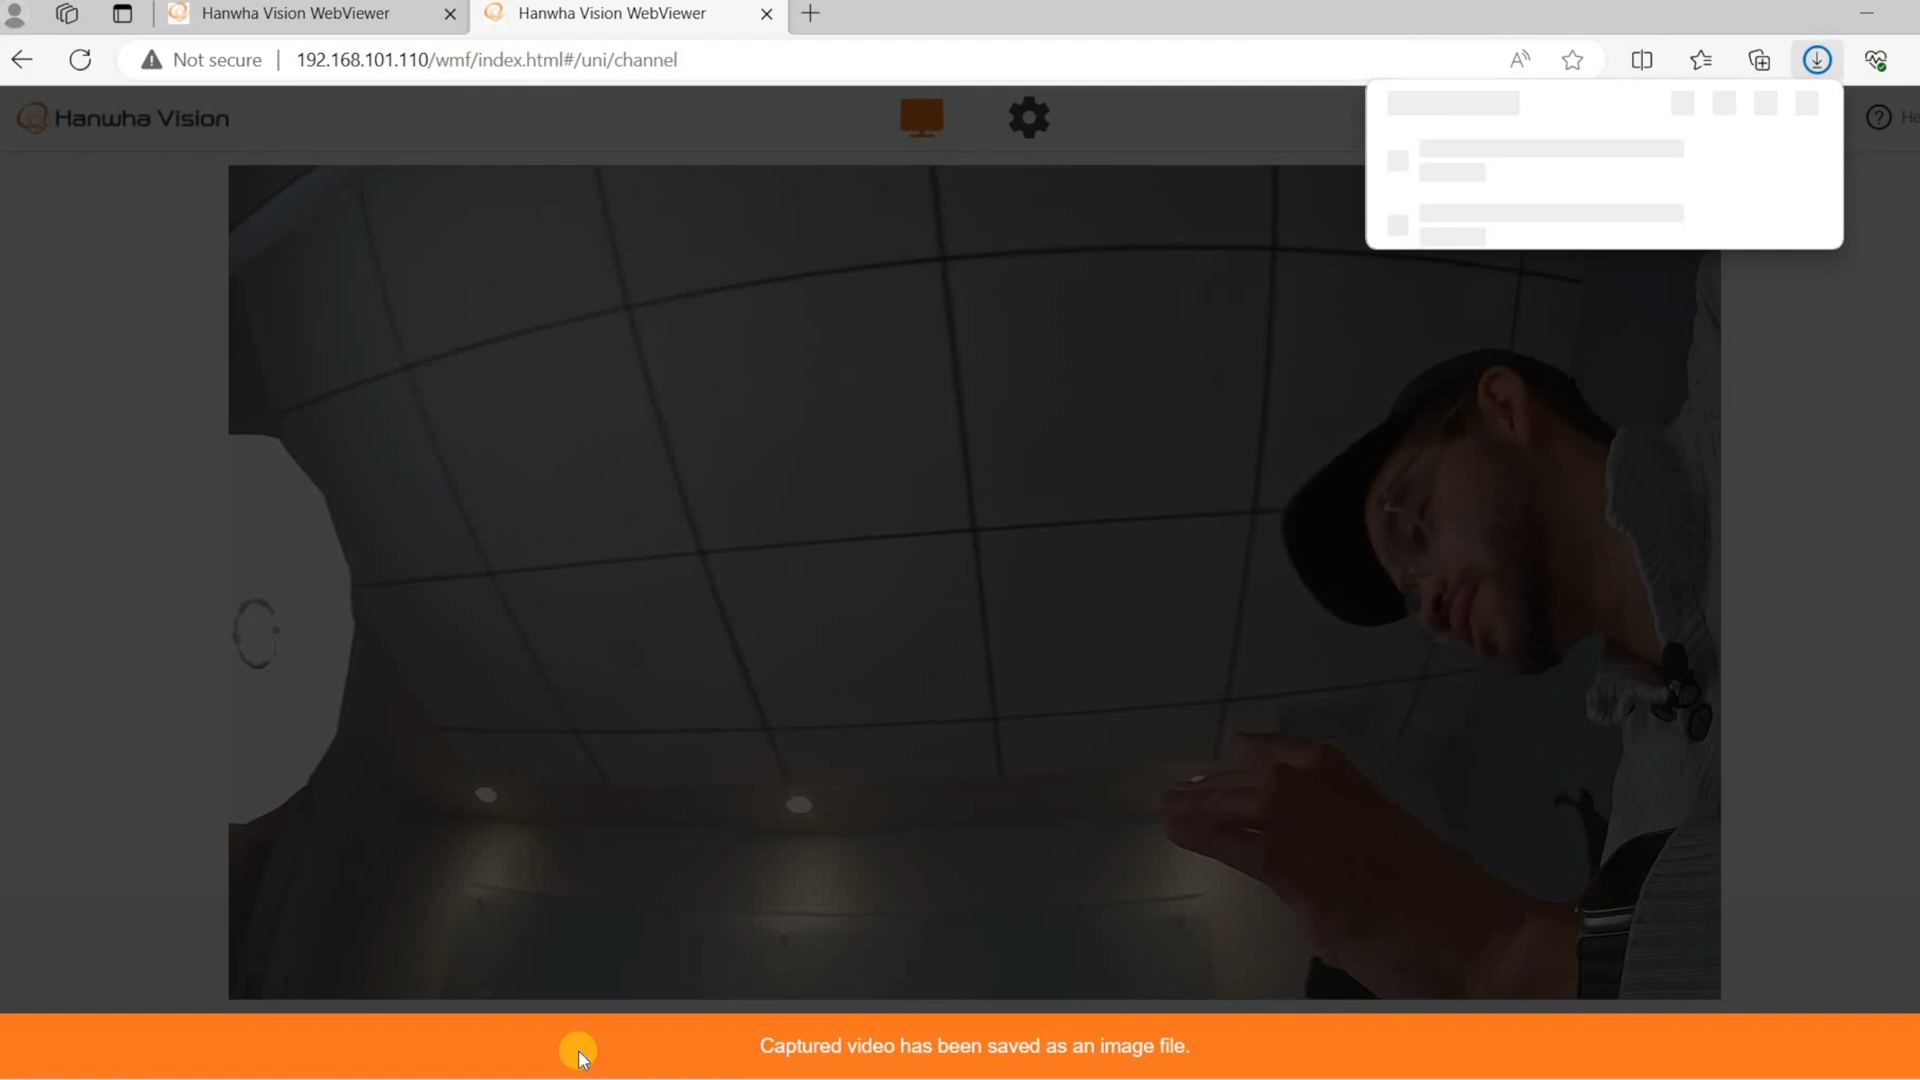 Hanwha Vision WebViewer
Hanwha Vision WebViewer
Not secure
192.168.101.110/wmf/index.html#/uni/channel
Hanwha Vision
He
Captured video has been saved as an image file.